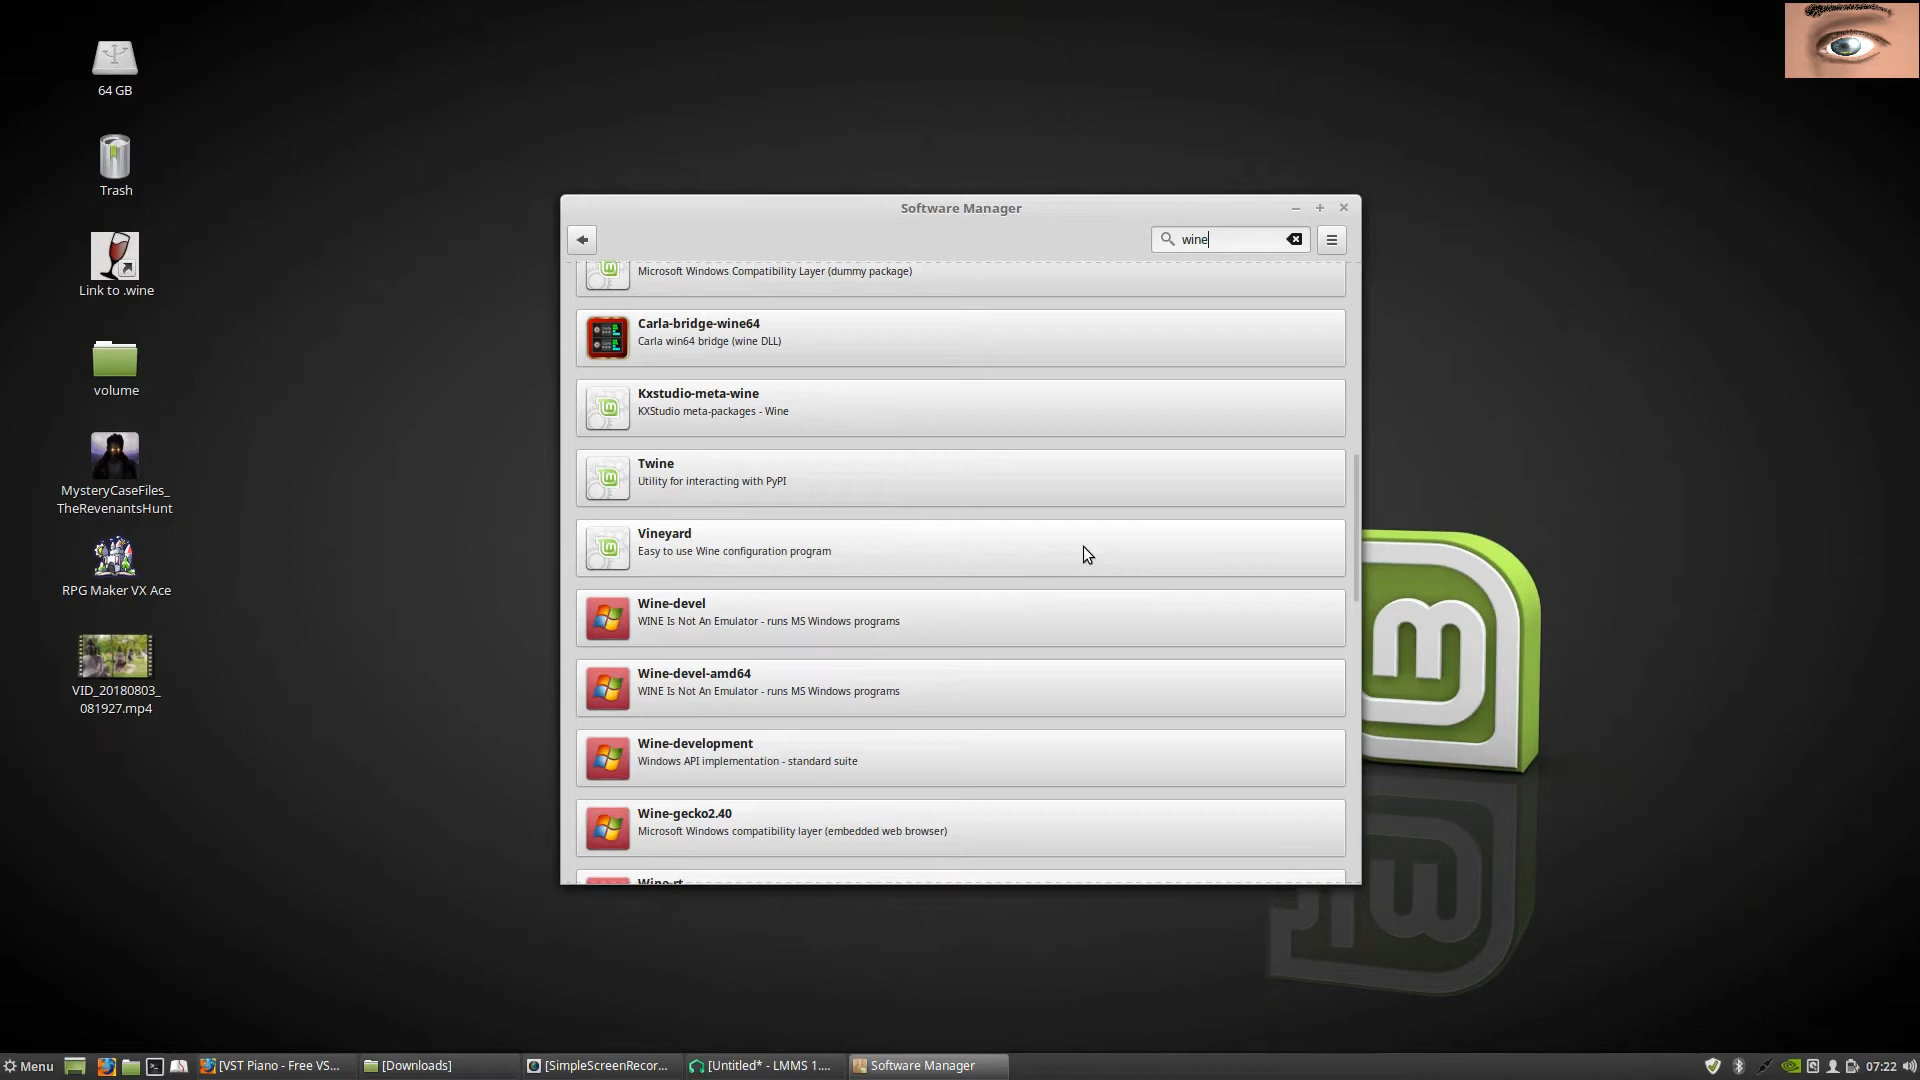 64 GB
Trash
Link to .wine
volume
MysteryCaseFiles_
TheRevenantsHunt
RPG Maker VX Ace
VID_20180803_
081927.mp4
Software Manager
wine
Microsoft Windows Compatibility Layer (dummy package)
Carla-bridge-wine64
Carla win64 bridge (wine DLL)
Kxstudio-meta-wine
KXStudio meta-packages - Wine
Twine
Utility for interacting with PyPI
Vineyard
Easy to use Wine configuration program
Wine-devel
WINE Is Not An Emulator - runs MS Windows programs
Wine-devel-amd64
WINE Is Not An Emulator - runs MS Windows programs
Wine-development
Windows API implementation - standard suite
Wine-gecko2.40
Microsoft Windows compatibility layer (embedded web browser)
Wine-rt
Menu
[VST Piano - Free VS...
[Downloads]
[SimpleScreenRecor...
[Untitled* - LMMS 1....
Software Manager
07:22